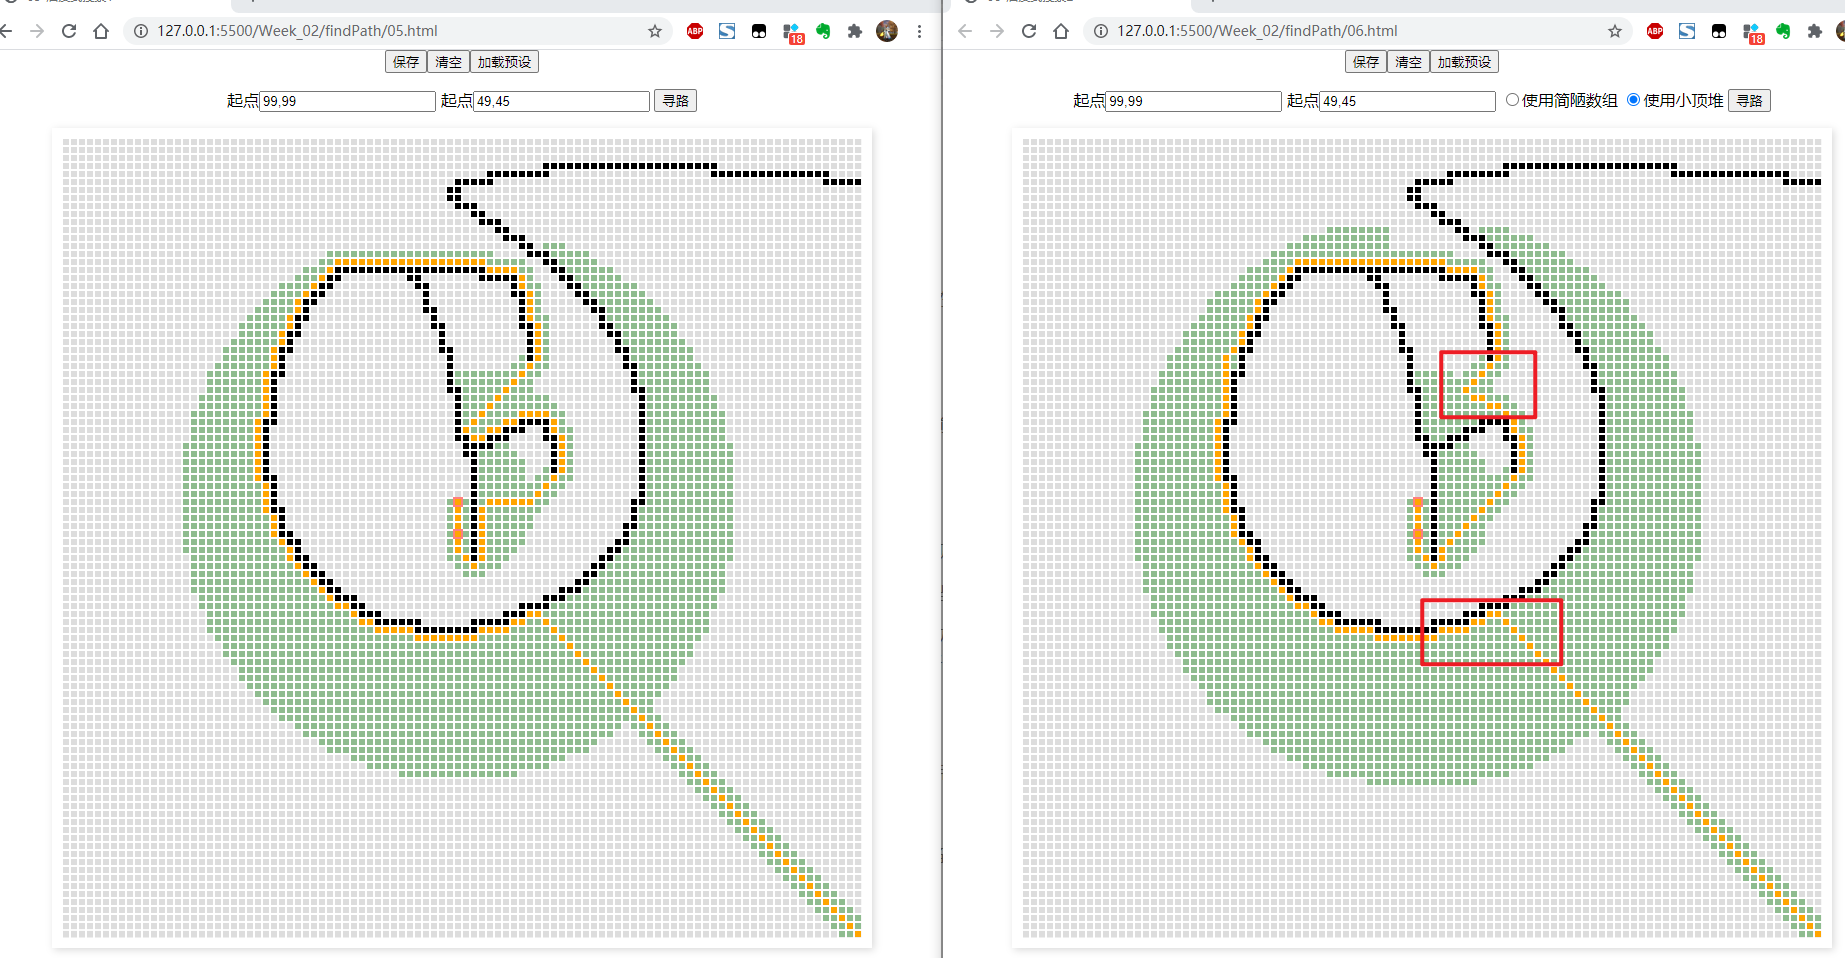 127.0.0.1:5500/Week_02/findPath/05.html
ABP
18
保存
清空
加载预设
起点
99,99
起点
49,45
寻路
127.0.0.1:5500/Week_02/findPath/06.html
ABP
18
保存
清空
加载预设
起点
99,99
起点
49,45
使用简陋数组
使用小顶堆
寻路